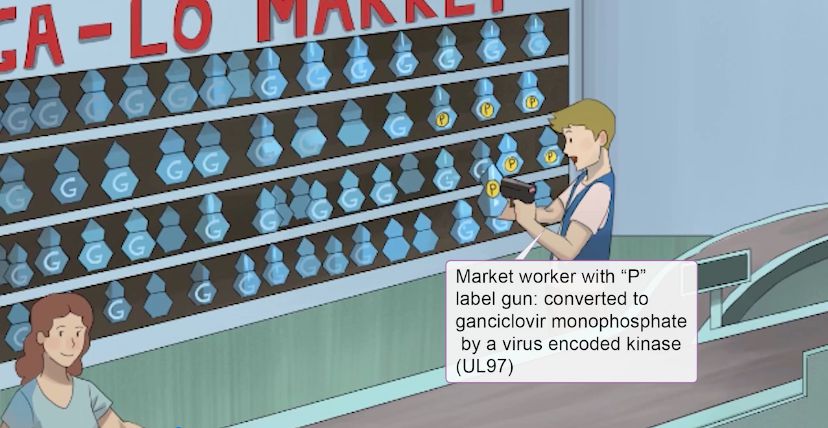 GA-LO MARKET
Market worker with “P”
label gun: converted to
ganciclovir monophosphate
by a virus encoded kinase
(UL97)